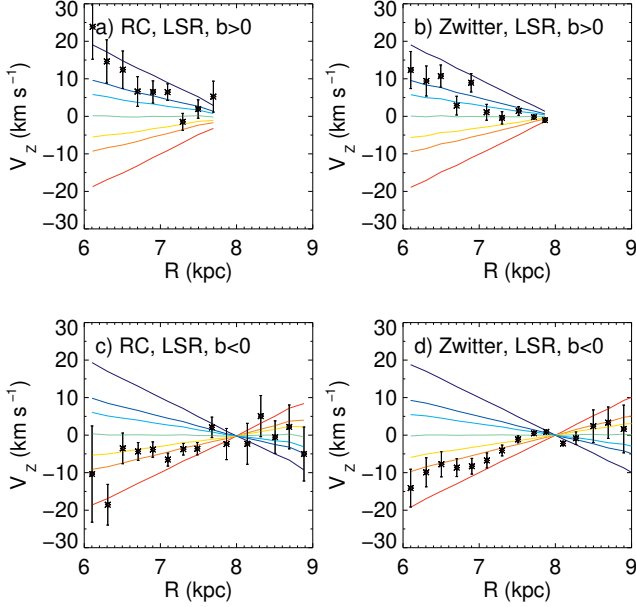 a) RC, LSR, b>0
30
20
10
0
−10
−20
−30
V_Z (km s⁻¹)
6 7 8 9
R (kpc)
b) Zwitter, LSR, b>0
30
20
10
0
−10
−20
−30
V_Z (km s⁻¹)
6 7 8 9
R (kpc)
c) RC, LSR, b<0
30
20
10
0
−10
−20
−30
V_Z (km s⁻¹)
6 7 8 9
R (kpc)
d) Zwitter, LSR, b<0
30
20
10
0
−10
−20
−30
V_Z (km s⁻¹)
6 7 8 9
R (kpc)